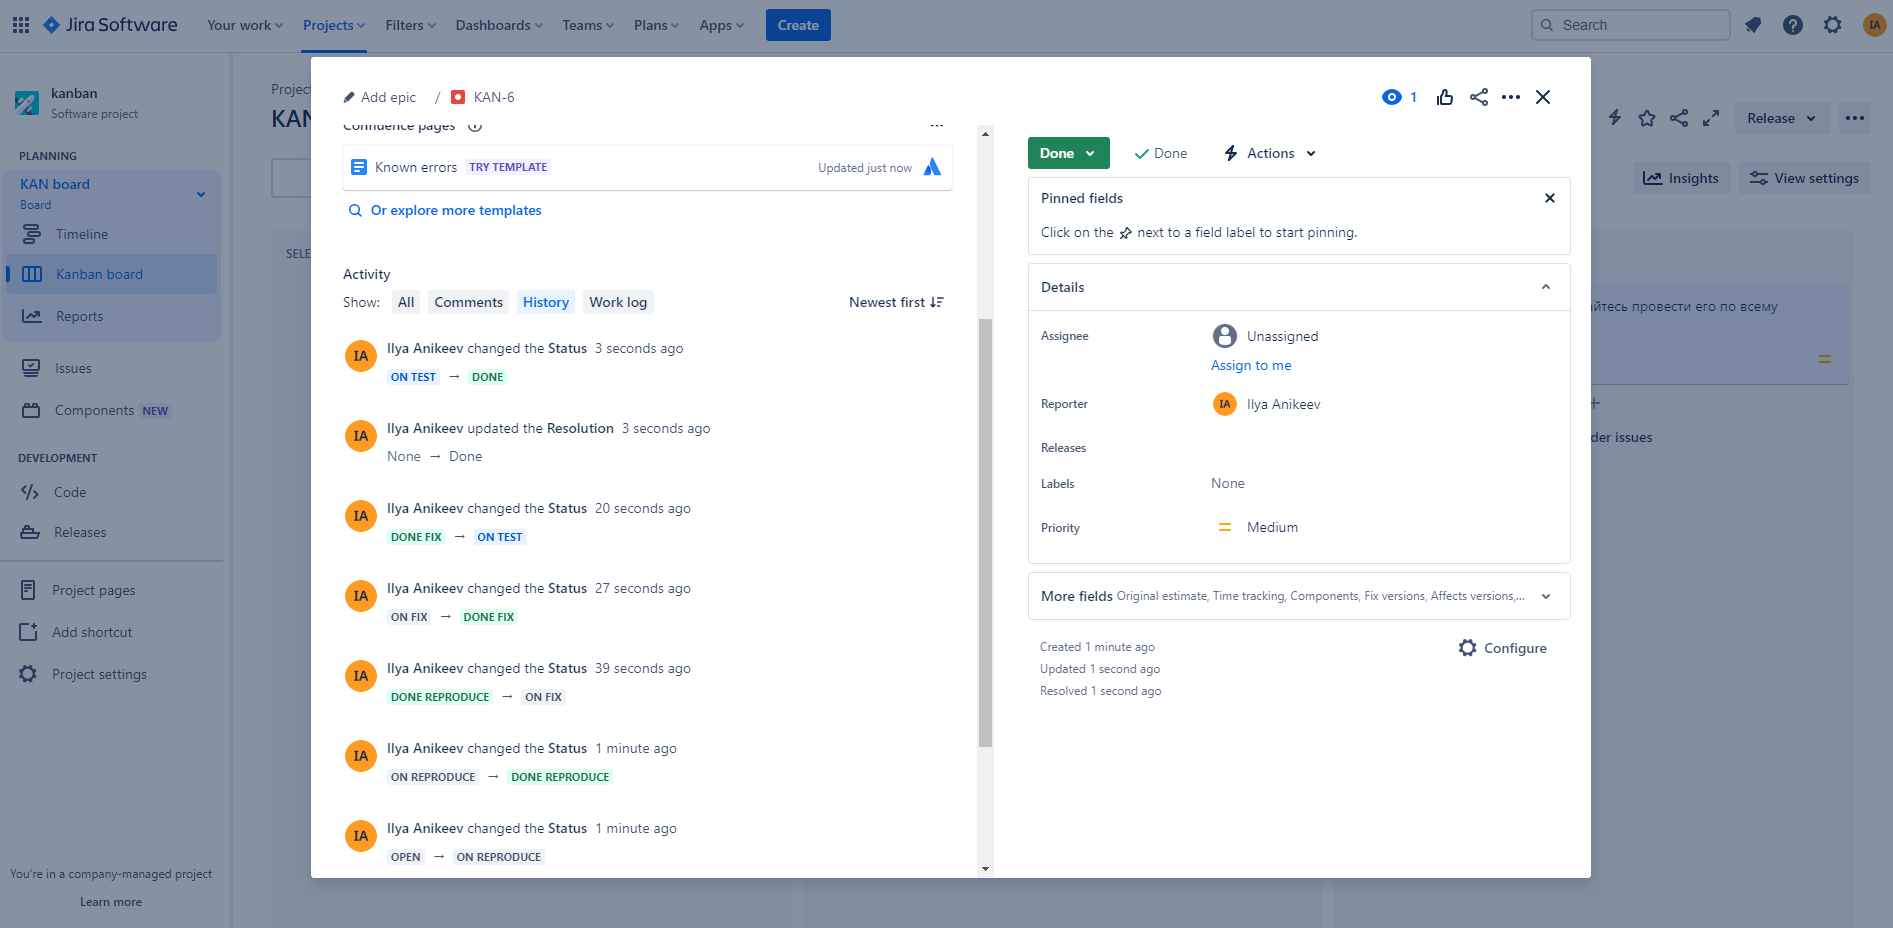 Jira Software
Your work
Projects
Filters
Dashboards
Teams
Plans
Apps
Create
Search
IA
kanban
Software project
PLANNING
KAN board
Board
Timeline
Kanban board
Reports
Issues
Components NEW
DEVELOPMENT
Code
Releases
Project pages
Add shortcut
Project settings
You're in a company-managed project
Learn more
Projec
KAN
SELE
Release
Insights
View settings
йтесь провести его по всему
der issues
Add epic / KAN-6
1
Confluence pages
Known errors TRY TEMPLATE Updated just now
Or explore more templates
Activity
Show: All Comments History Work log Newest first
IA Ilya Anikeev changed the Status 3 seconds ago
ON TEST → DONE
IA Ilya Anikeev updated the Resolution 3 seconds ago
None → Done
IA Ilya Anikeev changed the Status 20 seconds ago
DONE FIX → ON TEST
IA Ilya Anikeev changed the Status 27 seconds ago
ON FIX → DONE FIX
IA Ilya Anikeev changed the Status 39 seconds ago
DONE REPRODUCE → ON FIX
IA Ilya Anikeev changed the Status 1 minute ago
ON REPRODUCE → DONE REPRODUCE
IA Ilya Anikeev changed the Status 1 minute ago
OPEN → ON REPRODUCE
Done
Done
Actions
Pinned fields
Click on the next to a field label to start pinning.
Details
Assignee Unassigned
Assign to me
Reporter IA Ilya Anikeev
Releases
Labels None
Priority Medium
More fields Original estimate, Time tracking, Components, Fix versions, Affects versions,...
Created 1 minute ago
Configure
Updated 1 second ago
Resolved 1 second ago